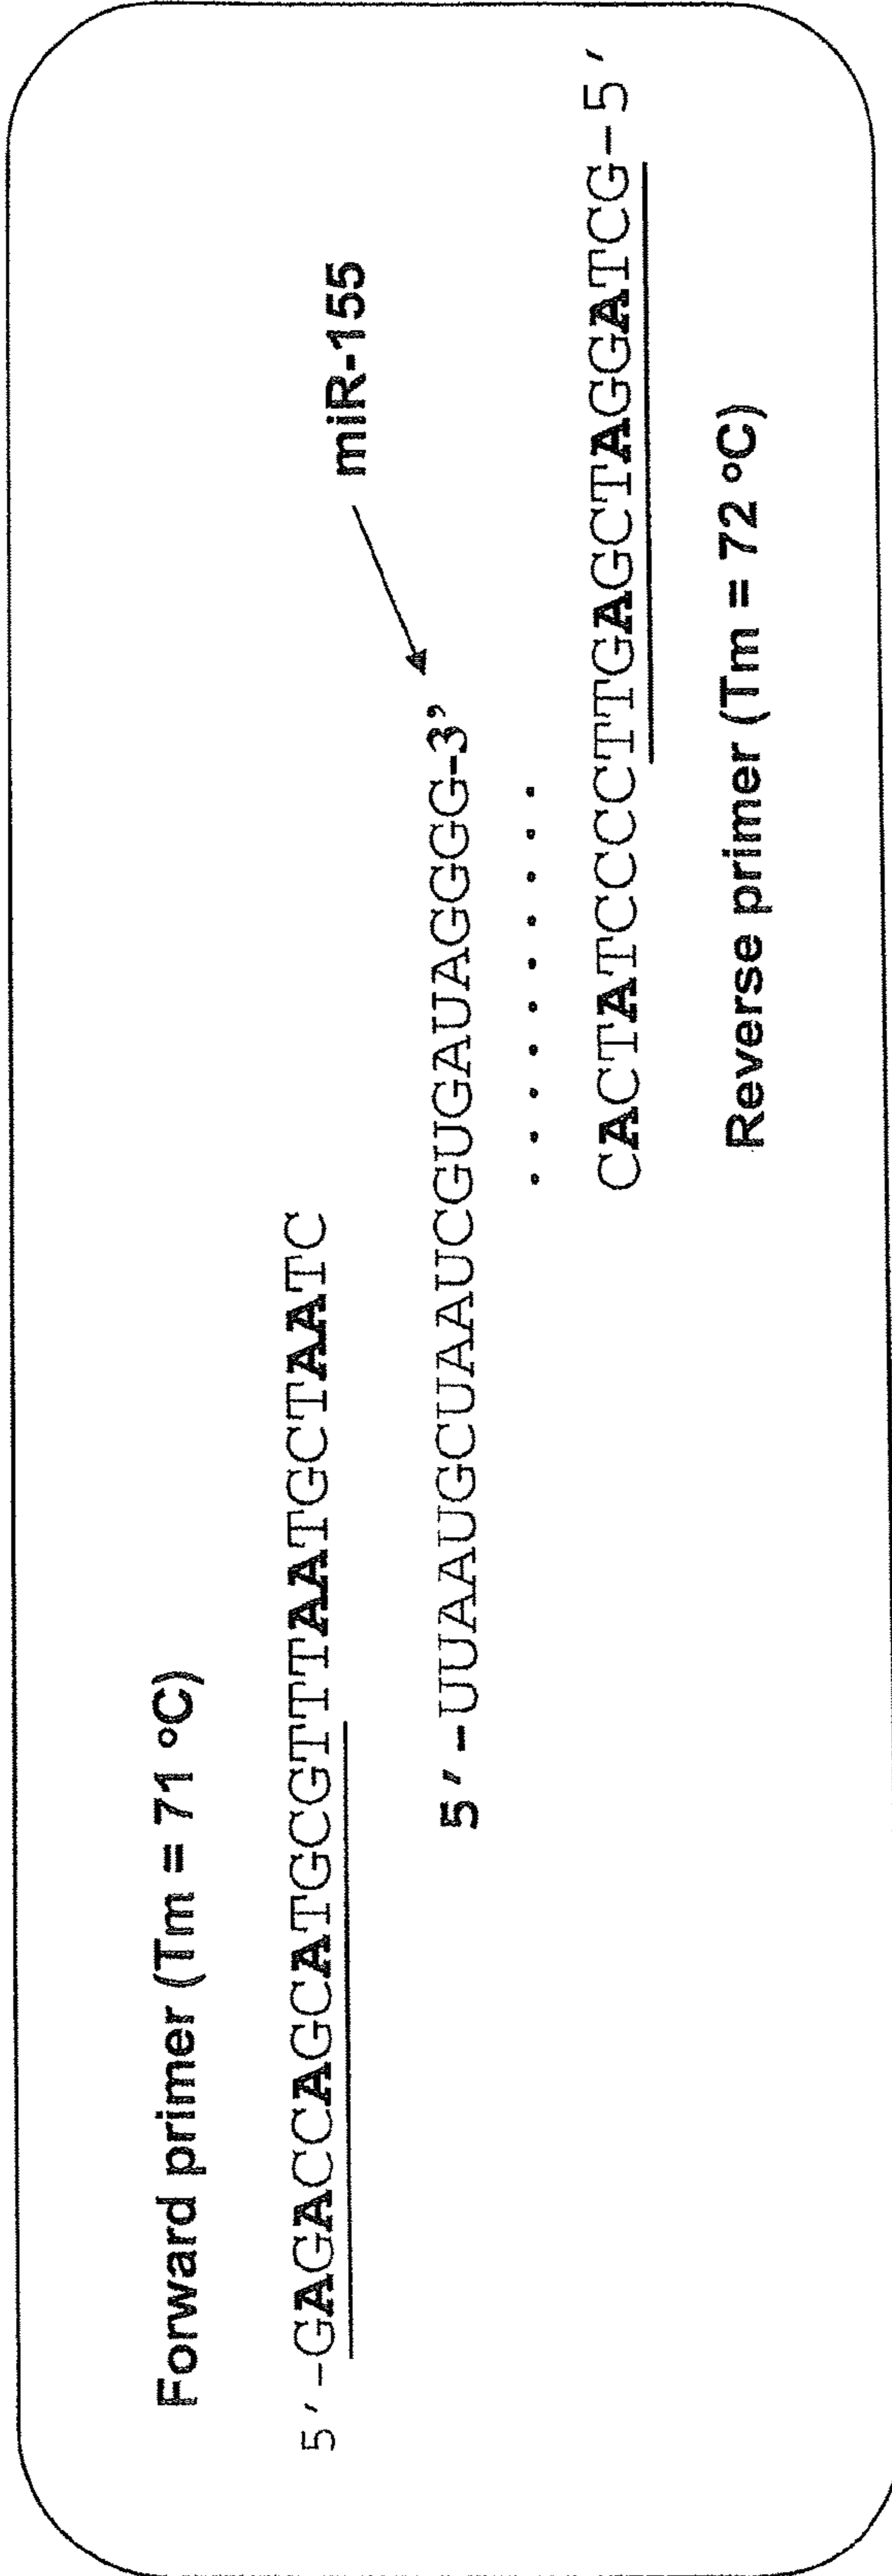 Forward primer (Tm = 71 °C)
5'-GAGACCAGCATGCGTTTAATGCTAATC
miR-155
5'-UUAAUGCUAAUCGUGAUAGGGG-3'
CACTATCCCCTTGAGCTAGGATCG-5'
Reverse primer (Tm = 72 °C)